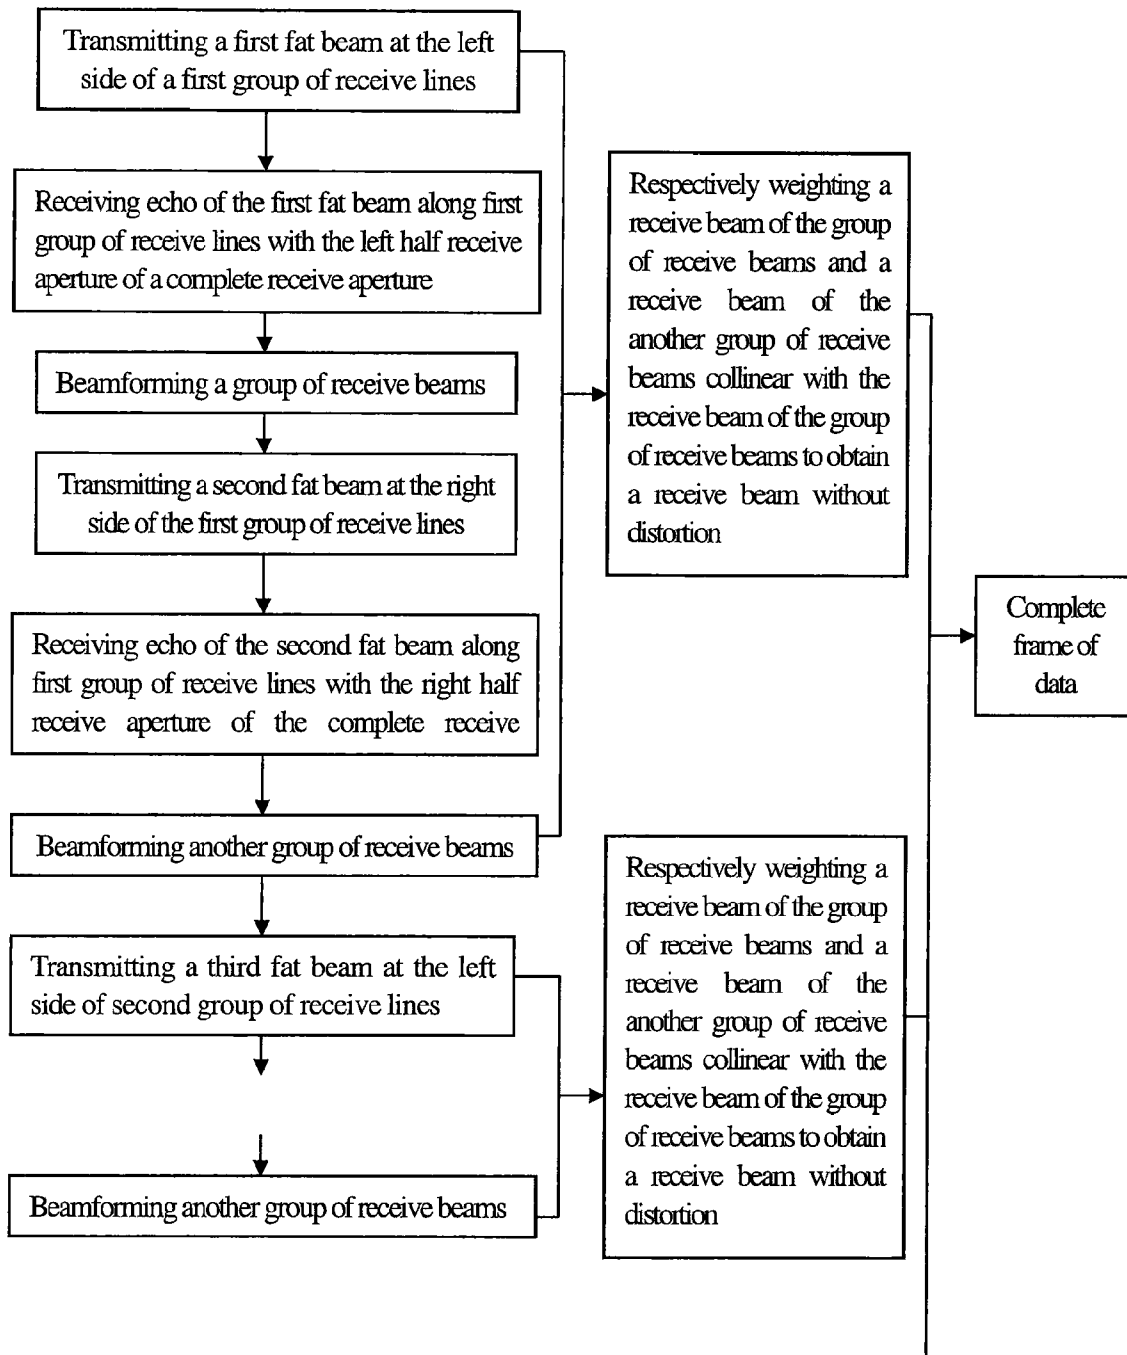 Transmitting a first fat beam at the left
side of a first group of receive lines
Receiving echo of the first fat beam along first
group of receive lines with the left half receive
aperture of a complete receive aperture
Beamforming a group of receive beams
Transmitting a second fat beam at the right
side of the first group of receive lines
Receiving echo of the second fat beam along
first group of receive lines with the right half
receive aperture of the complete receive
Beamforming another group of receive beams
Transmitting a third fat beam at the left
side of second group of receive lines
Beamforming another group of receive beams
Respectively weighting a
receive beam of the group
of receive beams and a
receive beam of the
another group of receive
beams collinear with the
receive beam of the group
of receive beams to obtain
a receive beam without
distortion
Respectively weighting a
receive beam of the group
of receive beams and a
receive beam of the
another group of receive
beams collinear with the
receive beam of the group
of receive beams to obtain
a receive beam without
distortion
Complete
frame of
data